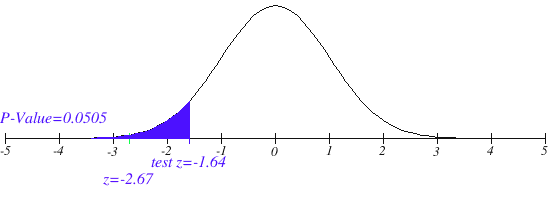 P-Value=0.0505
-5 -4 -3 -2 -1 0 1 2 3 4 5
test z=-1.64
z=-2.67